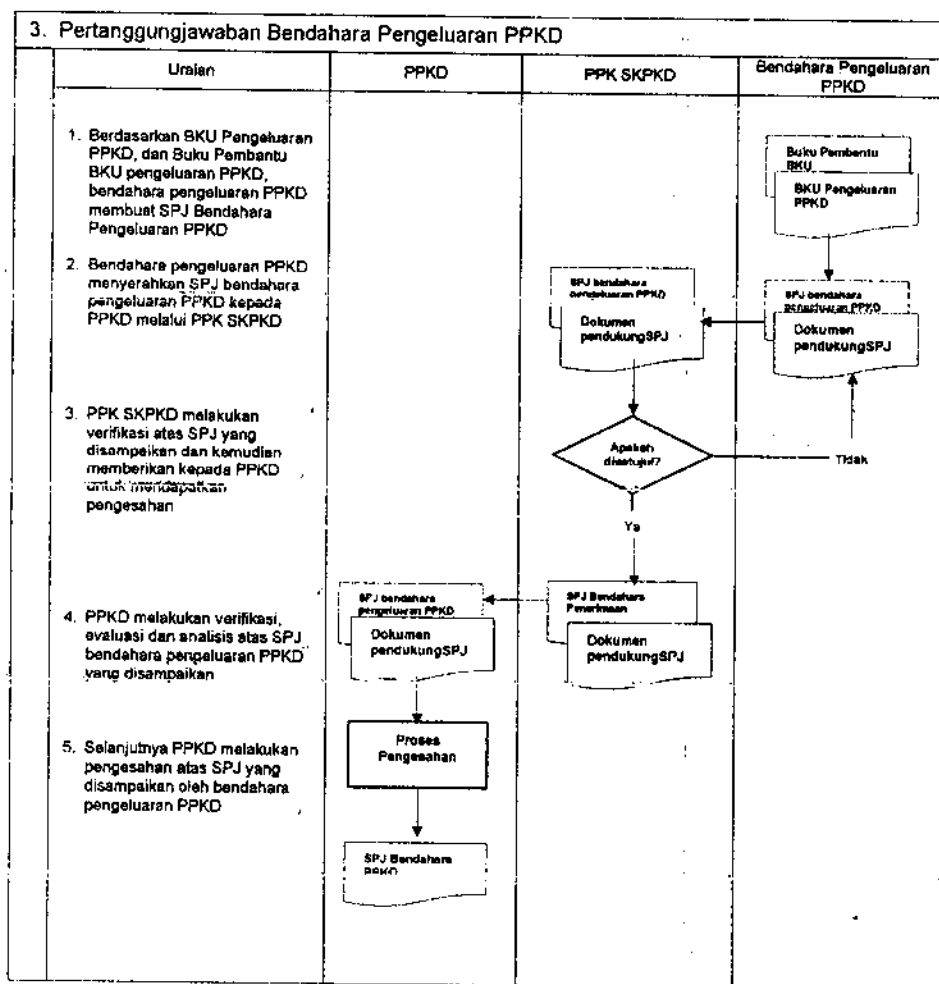 3. Pertanggungjawaban Bendahara Pengeluaran PPKD
Uraian
PPKD
PPK SKPKD
Bendahara Pengeluaran
PPKD
1. Berdasarkan BKU Pengeluaran
PPKD, dan Buku Pembantu
BKU pengeluaran PPKD,
bendahara pengeluaran PPKD
membuat SPJ Bendahara
Pengeluaran PPKD
2. Bendahara pengeluaran PPKD
menyerahkan SPJ bendahara
pengeluaran PPKD kepada
PPKD melalui PPK SKPKD
3. PPK SKPKD melakukan
verifikasi atas SPJ yang
disampaikan dan kemudian
memberikan kepada PPKD
untuk mendapatkan
pengesahan
4. PPKD melakukan verifikasi,
evaluasi dan analisis atas SPJ
bendahara pengeluaran PPKD
yang disampaikan
5. Selanjutnya PPKD melakukan
pengesahan atas SPJ yang
disampaikan oleh bendahara
pengeluaran PPKD
Buku Pembantu
BKU
BKU Pengeluaran
PPKD
SPJ bendahara
pengeluaran PPKD
Dokumen
pendukungSPJ
SPJ bendahara
pengeluaran PPKD
Dokumen
pendukungSPJ
Apakah
disetujui?
Tidak
Ya
SPJ Bendahara
Penerimaan
Dokumen
pendukungSPJ
SPJ bendahara
pengeluaran PPKD
Dokumen
pendukungSPJ
Proses
Pengesahan
SPJ Bendahara
PPKD